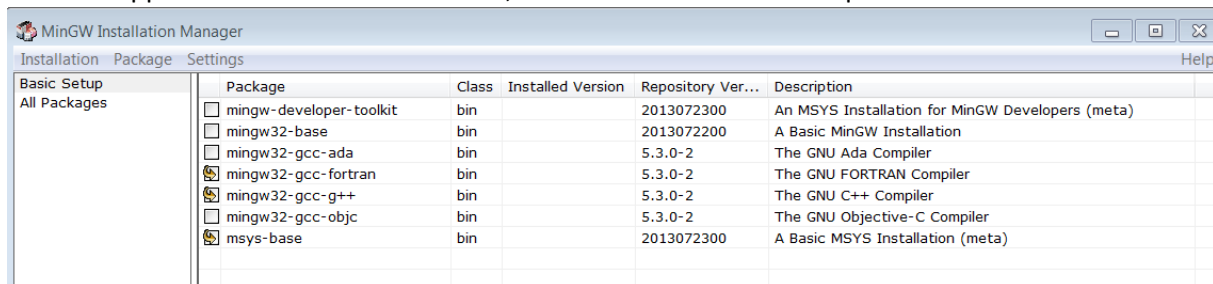 MinGW Installation Manager
Installation Package Settings Help
Basic Setup
All Packages
Package Class Installed Version Repository Ver... Description
mingw-developer-toolkit bin 2013072300 An MSYS Installation for MinGW Developers (meta)
mingw32-base bin 2013072200 A Basic MinGW Installation
mingw32-gcc-ada bin 5.3.0-2 The GNU Ada Compiler
mingw32-gcc-fortran bin 5.3.0-2 The GNU FORTRAN Compiler
mingw32-gcc-g++ bin 5.3.0-2 The GNU C++ Compiler
mingw32-gcc-objc bin 5.3.0-2 The GNU Objective-C Compiler
msys-base bin 2013072300 A Basic MSYS Installation (meta)